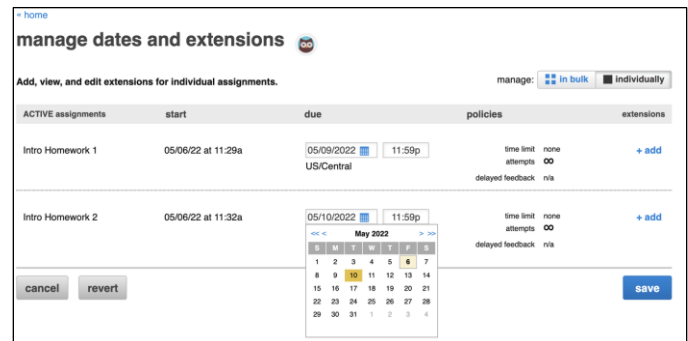 « home
manage dates and extensions
Add, view, and edit extensions for individual assignments.
manage: in bulk individually
ACTIVE assignments start due policies extensions
Intro Homework 1 05/06/22 at 11:29a 05/09/2022 11:59p time limit none + add
US/Central attempts ∞
delayed feedback n/a
Intro Homework 2 05/06/22 at 11:32a 05/10/2022 11:59p time limit none + add
attempts ∞
<< < May 2022 > >>
delayed feedback n/a
S M T W T F S
1 2 3 4 5 6 7
8 9 10 11 12 13 14
15 16 17 18 19 20 21
22 23 24 25 26 27 28
29 30 31 1 2 3 4
cancel revert save